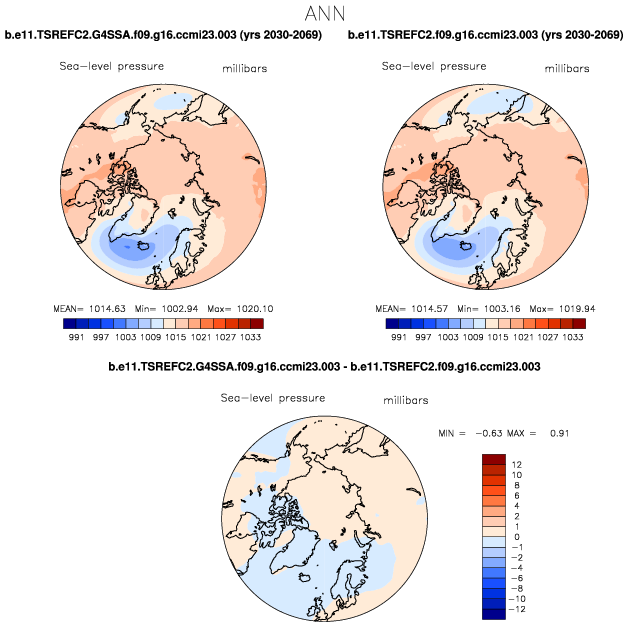 ANN
b.e11.TSREFC2.G4SSA.f09.g16.ccmi23.003 (yrs 2030-2069) b.e11.TSREFC2.f09.g16.ccmi23.003 (yrs 2030-2069)
Sea-level pressure millibars Sea-level pressure millibars
MEAN= 1014.63 Min= 1002.94 Max= 1020.10 MEAN= 1014.57 Min= 1003.16 Max= 1019.94
991 997 1003 1009 1015 1021 1027 1033 991 997 1003 1009 1015 1021 1027 1033
b.e11.TSREFC2.G4SSA.f09.g16.ccmi23.003 - b.e11.TSREFC2.f09.g16.ccmi23.003
Sea-level pressure millibars
MIN = -0.63 MAX = 0.91
12
10
8
6
4
2
1
0
-1
-2
-4
-6
-8
-10
-12